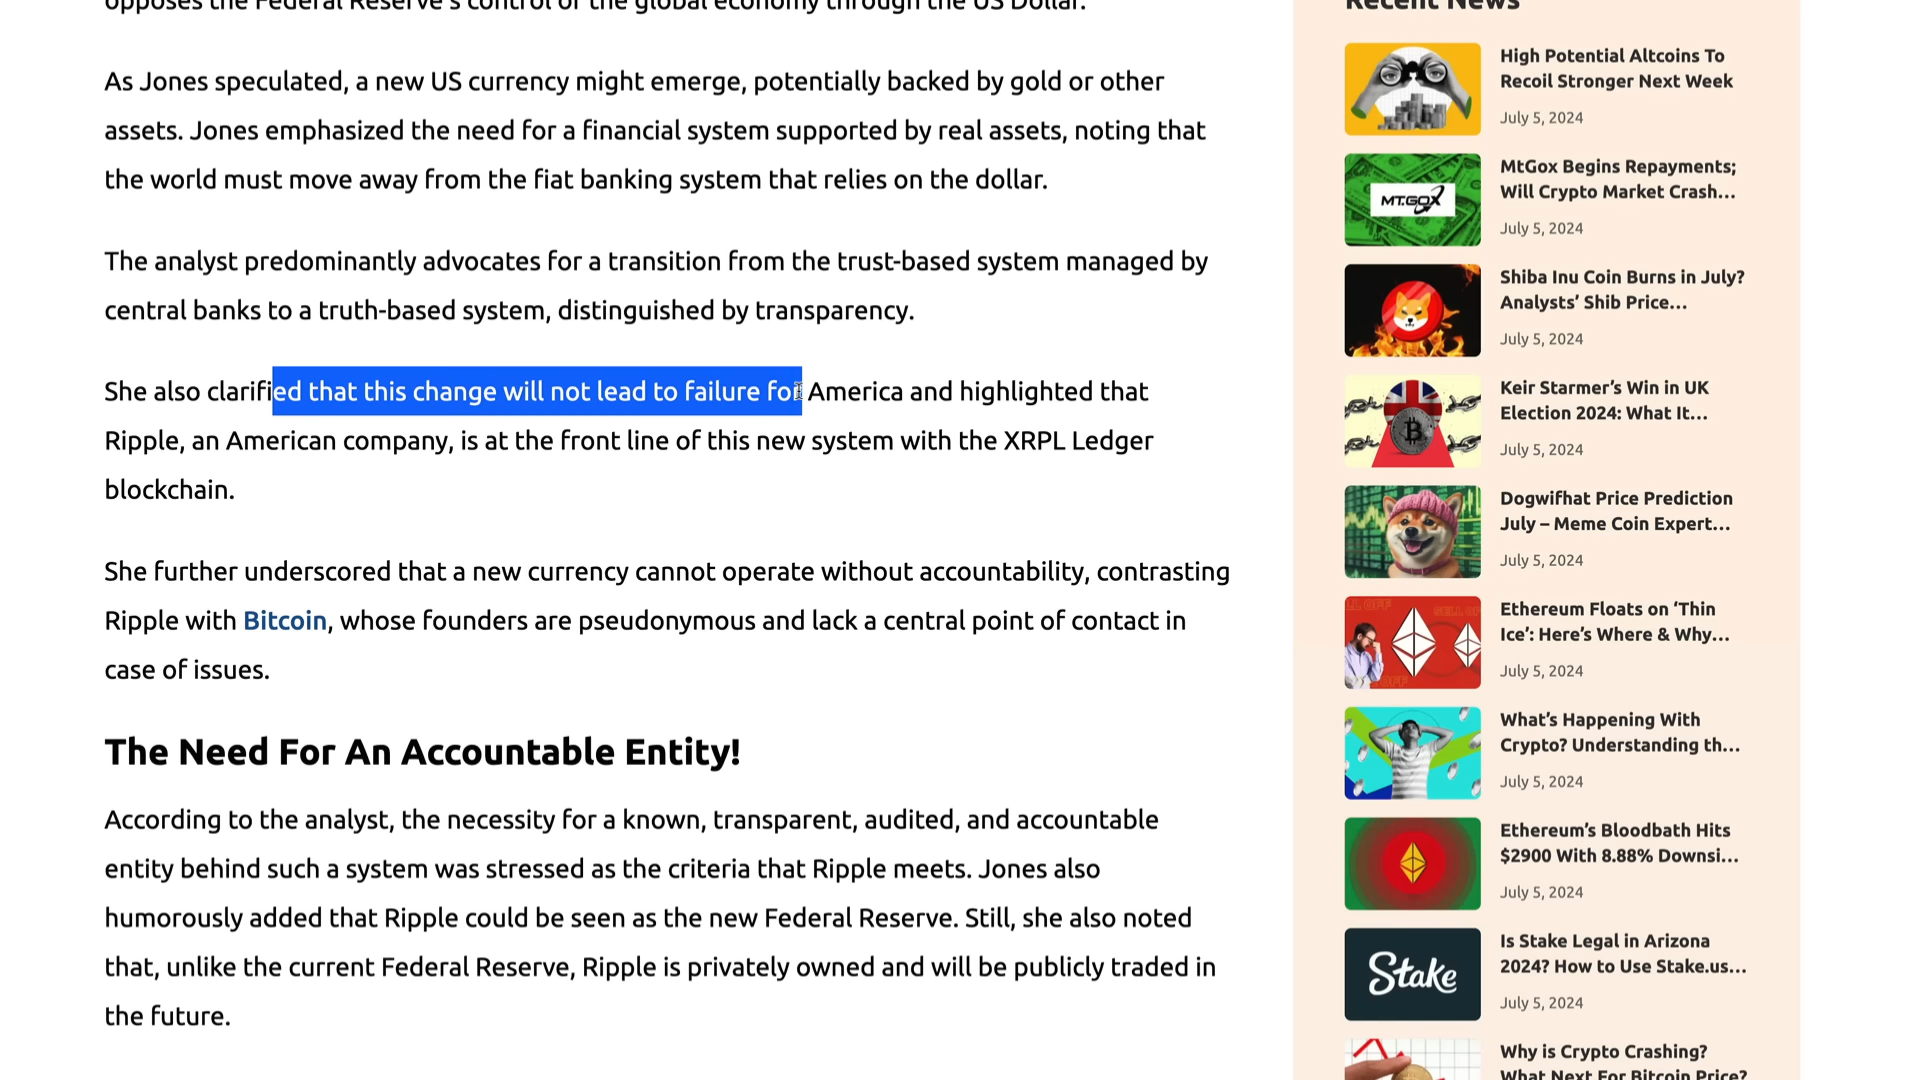 opposes the Federal Reserve's control of the global economy through the US Dollar.
As Jones speculated, a new US currency might emerge, potentially backed by gold or other
assets. Jones emphasized the need for a financial system supported by real assets, noting that
the world must move away from the fiat banking system that relies on the dollar.
The analyst predominantly advocates for a transition from the trust-based system managed by
central banks to a truth-based system, distinguished by transparency.
She also clarified that this change will not lead to failure for America and highlighted that
Ripple, an American company, is at the front line of this new system with the XRPL Ledger
blockchain.
She further underscored that a new currency cannot operate without accountability, contrasting
Ripple with Bitcoin, whose founders are pseudonymous and lack a central point of contact in
case of issues.
The Need For An Accountable Entity!
According to the analyst, the necessity for a known, transparent, audited, and accountable
entity behind such a system was stressed as the criteria that Ripple meets. Jones also
humorously added that Ripple could be seen as the new Federal Reserve. Still, she also noted
that, unlike the current Federal Reserve, Ripple is privately owned and will be publicly traded in
the future.
Recent News
High Potential Altcoins To
Recoil Stronger Next Week
July 5, 2024
MT.GOX
MtGox Begins Repayments;
Will Crypto Market Crash...
July 5, 2024
Shiba Inu Coin Burns in July?
Analysts’ Shib Price...
July 5, 2024
Keir Starmer’s Win in UK
Election 2024: What It...
July 5, 2024
Dogwifhat Price Prediction
July – Meme Coin Expert...
July 5, 2024
Ethereum Floats on ‘Thin
Ice’: Here’s Where & Why...
July 5, 2024
What’s Happening With
Crypto? Understanding th...
July 5, 2024
Ethereum’s Bloodbath Hits
$2900 With 8.88% Downsi...
July 5, 2024
Stake
Is Stake Legal in Arizona
2024? How to Use Stake.us...
July 5, 2024
Why is Crypto Crashing?
What Next For Bitcoin Price?